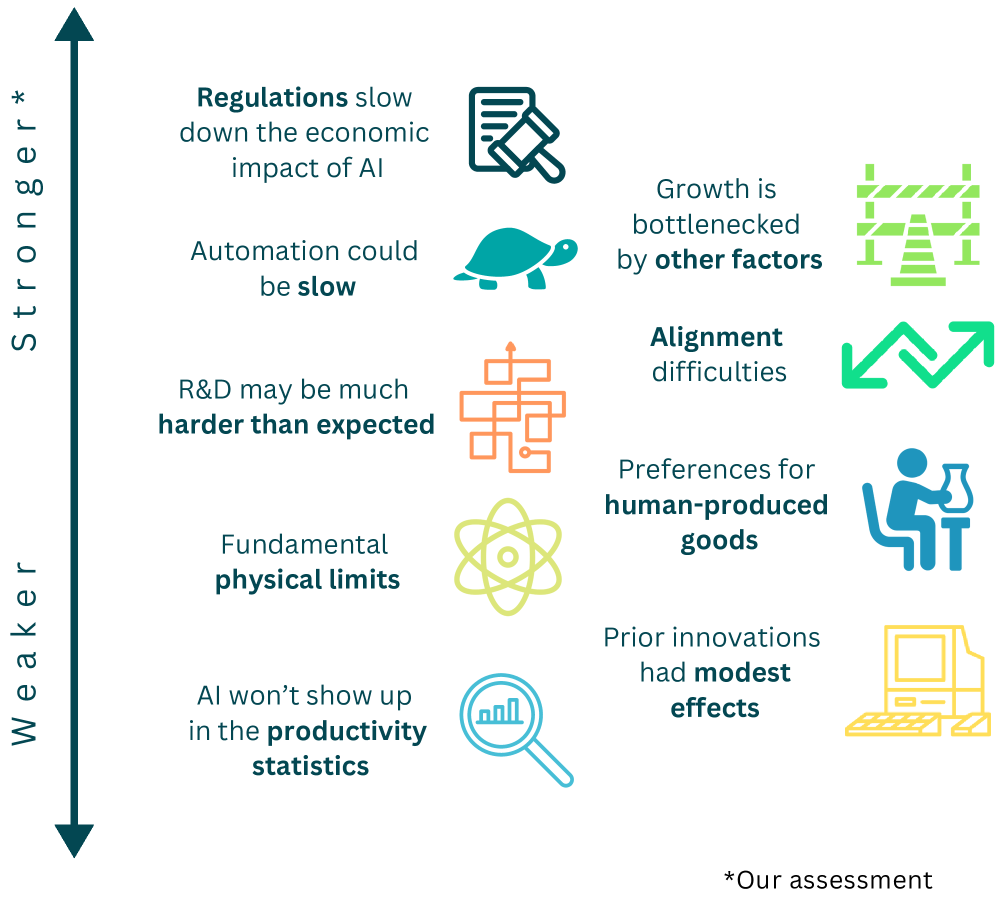 Stronger*
Weaker
Regulations slow
down the economic
impact of AI
Growth is
bottlenecked
by other factors
Automation could
be slow
Alignment
difficulties
R&D may be much
harder than expected
Preferences for
human-produced
goods
Fundamental
physical limits
Prior innovations
had modest
effects
AI won’t show up
in the productivity
statistics
*Our assessment